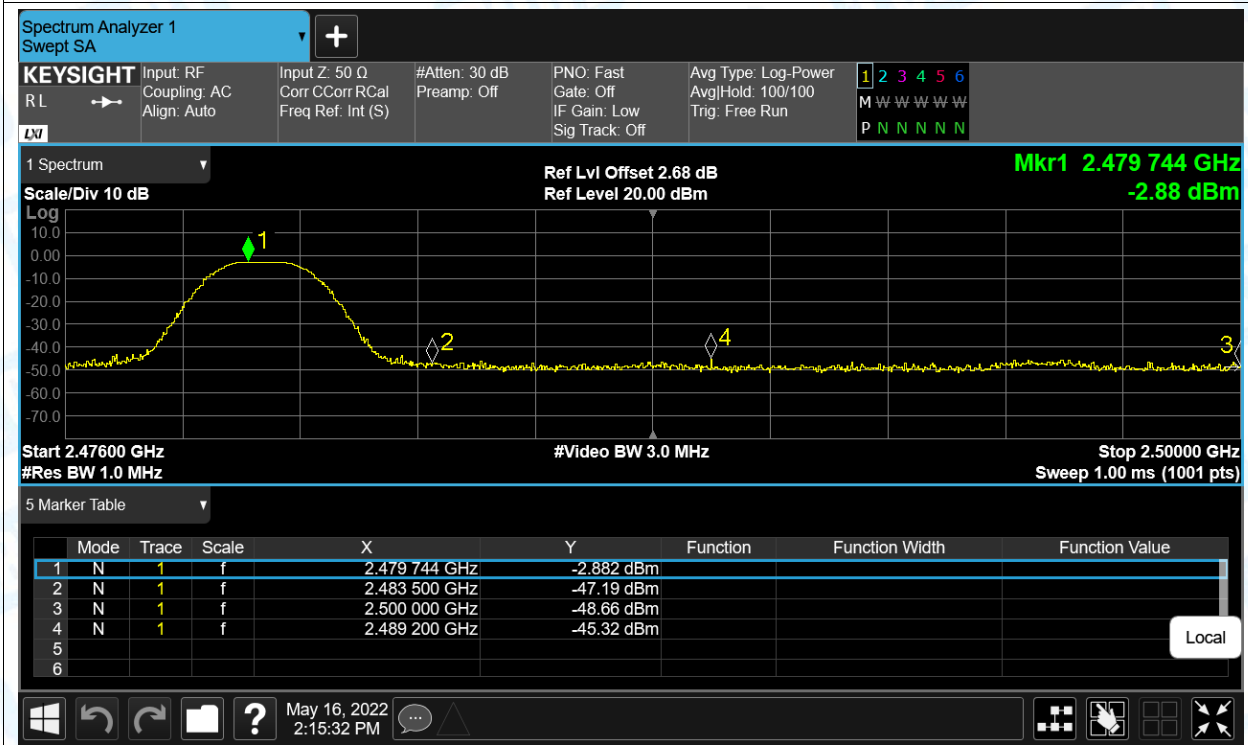 Spectrum Analyzer 1
Swept SA
+
KEYSIGHT
R L
LXI
Input: RF
Coupling: AC
Align: Auto
Input Z: 50 Ω
Corr CCorr RCal
Freq Ref: Int (S)
#Atten: 30 dB
Preamp: Off
PNO: Fast
Gate: Off
IF Gain: Low
Sig Track: Off
Avg Type: Log-Power
Avg|Hold: 100/100
Trig: Free Run
1 2 3 4 5 6
M W W W W W
P N N N N N
1 Spectrum
Scale/Div 10 dB
Ref Lvl Offset 2.68 dB
Ref Level 20.00 dBm
Mkr1 2.479 744 GHz
-2.88 dBm
Log
10.0
0.00
-10.0
-20.0
-30.0
-40.0
-50.0
-60.0
-70.0
1
2
4
3
Start 2.47600 GHz
#Res BW 1.0 MHz
#Video BW 3.0 MHz
Stop 2.50000 GHz
Sweep 1.00 ms (1001 pts)
5 Marker Table
Mode Trace Scale X Y Function Function Width Function Value
1 N 1 f 2.479 744 GHz -2.882 dBm
2 N 1 f 2.483 500 GHz -47.19 dBm
3 N 1 f 2.500 000 GHz -48.66 dBm
4 N 1 f 2.489 200 GHz -45.32 dBm
5
6
Local
?
May 16, 2022
2:15:32 PM